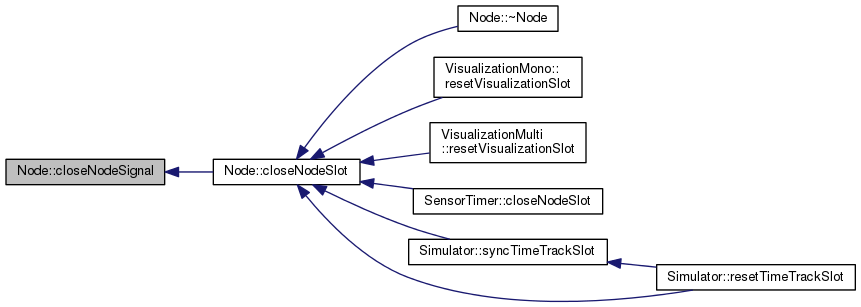 Node::~Node
VisualizationMono::
resetVisualizationSlot
VisualizationMulti
::resetVisualizationSlot
Node::closeNodeSignal
Node::closeNodeSlot
SensorTimer::closeNodeSlot
Simulator::syncTimeTrackSlot
Simulator::resetTimeTrackSlot